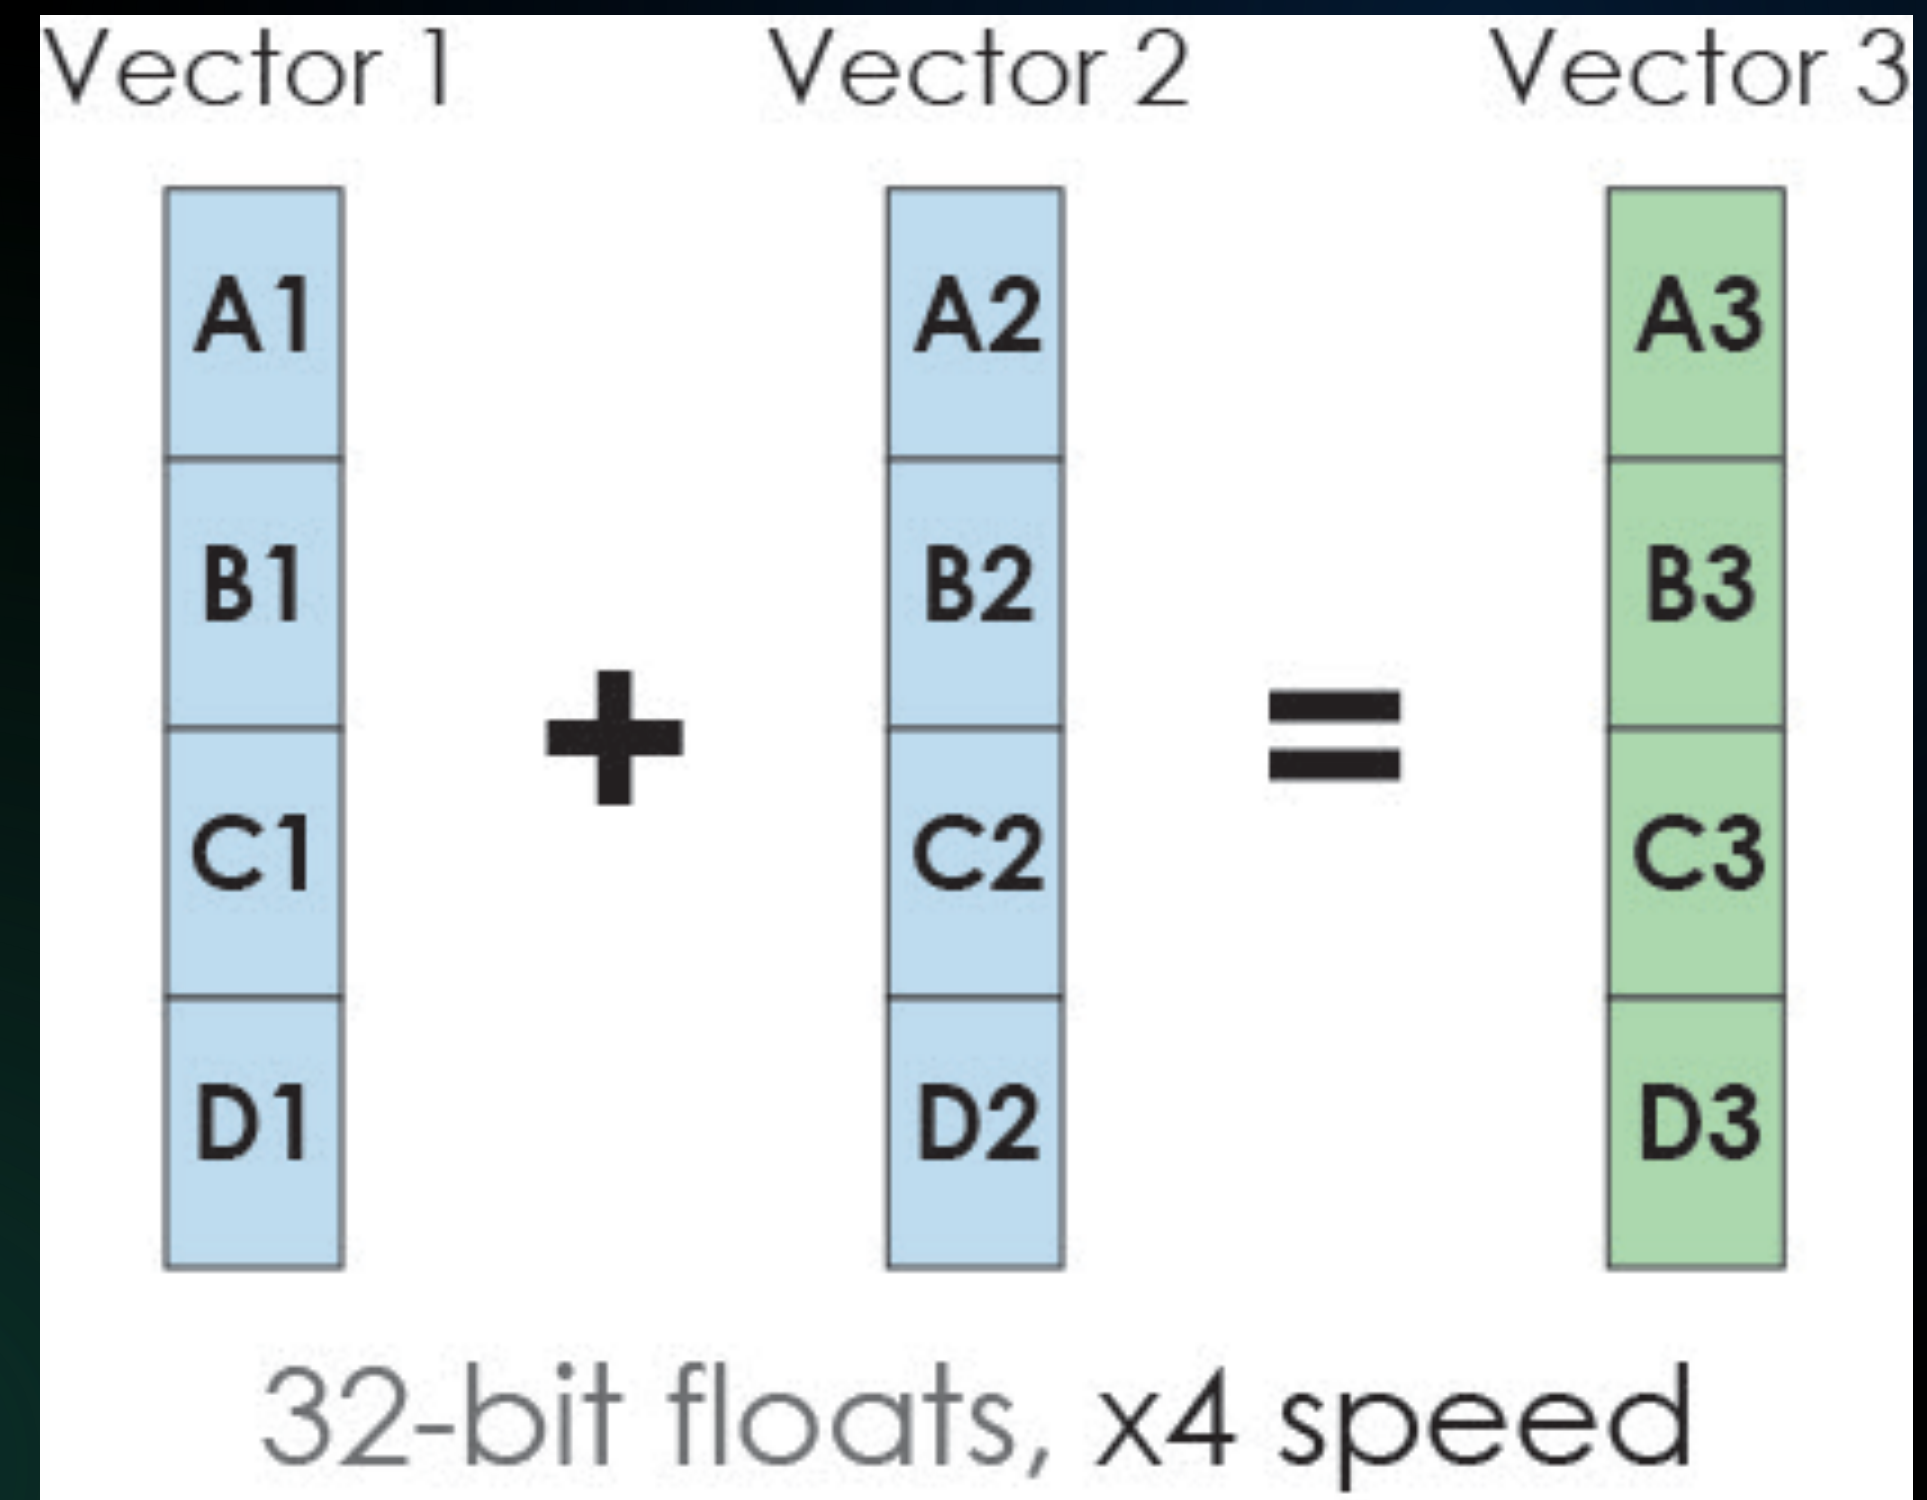 Vector 1 Vector 2 Vector 3
A1 A2 A3
B1 B2 B3
+ =
C1 C2 C3
D1 D2 D3
32-bit floats, x4 speed